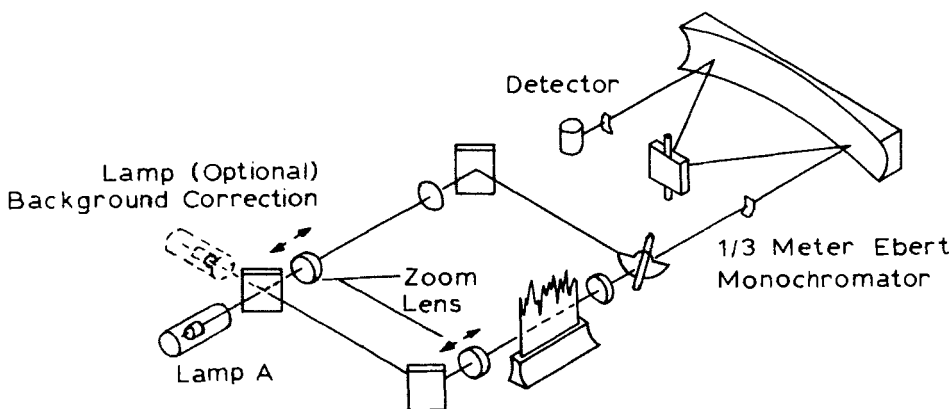 Detector
Lamp (Optional)
Background Correction
Zoom
Lens
1/3 Meter Ebert
Monochromator
Lamp A